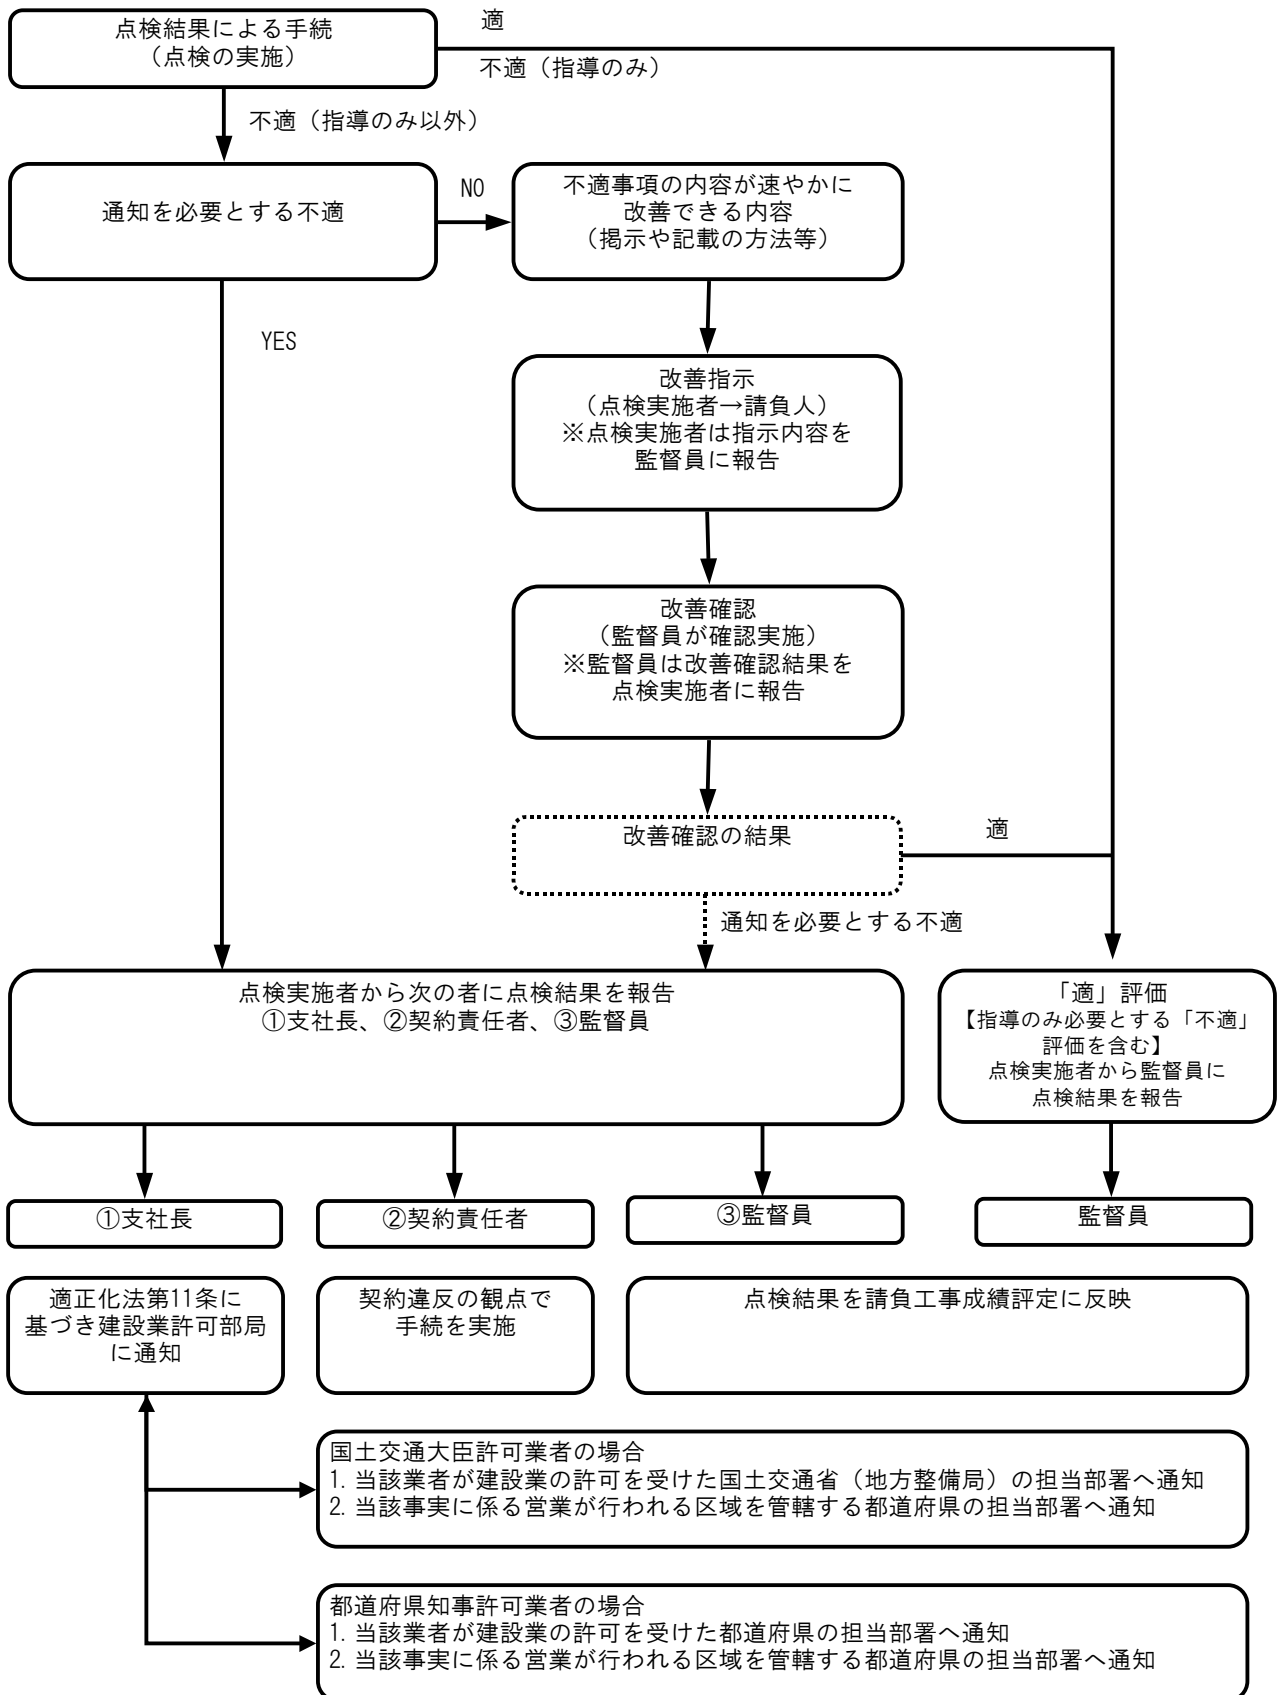 点検結果による手続
（点検の実施）
適
不適（指導のみ）
不適（指導のみ以外）
通知を必要とする不適
NO
不適事項の内容が速やかに
改善できる内容
（掲示や記載の方法等）
YES
改善指示
（点検実施者→請負人）
※点検実施者は指示内容を
監督員に報告
改善確認
（監督員が確認実施）
※監督員は改善確認結果を
点検実施者に報告
改善確認の結果
適
通知を必要とする不適
点検実施者から次の者に点検結果を報告
①支社長、②契約責任者、③監督員
「適」評価
【指導のみ必要とする「不適」
評価を含む】
点検実施者から監督員に
点検結果を報告
①支社長
②契約責任者
③監督員
監督員
適正化法第11条に
基づき建設業許可部局
に通知
契約違反の観点で
手続を実施
点検結果を請負工事成績評定に反映
国土交通大臣許可業者の場合
1. 当該業者が建設業の許可を受けた国土交通省（地方整備局）の担当部署へ通知
2. 当該事実に係る営業が行われる区域を管轄する都道府県の担当部署へ通知
都道府県知事許可業者の場合
1. 当該業者が建設業の許可を受けた都道府県の担当部署へ通知
2. 当該事実に係る営業が行われる区域を管轄する都道府県の担当部署へ通知